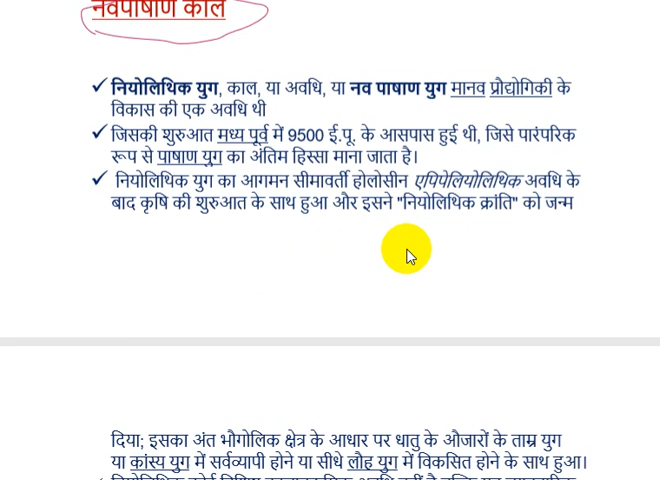 नवपाषाण काल
✓ नियोलिथिक युग, काल, या अवधि, या नव पाषाण युग मानव प्रौद्योगिकी के
विकास की एक अवधि थी
✓ जिसकी शुरुआत मध्य पूर्व में 9500 ई.पू. के आसपास हुई थी, जिसे पारंपरिक
रूप से पाषाण युग का अंतिम हिस्सा माना जाता है।
✓ नियोलिथिक युग का आगमन सीमावर्ती होलोसीन एपिपेलियोलिथिक अवधि के
बाद कृषि की शुरुआत के साथ हुआ और इसने "नियोलिथिक क्रांति" को जन्म
दिया; इसका अंत भौगोलिक क्षेत्र के आधार पर धातु के औजारों के ताम्र युग
या कांस्य युग में सर्वव्यापी होने या सीधे लौह युग में विकसित होने के साथ हुआ।